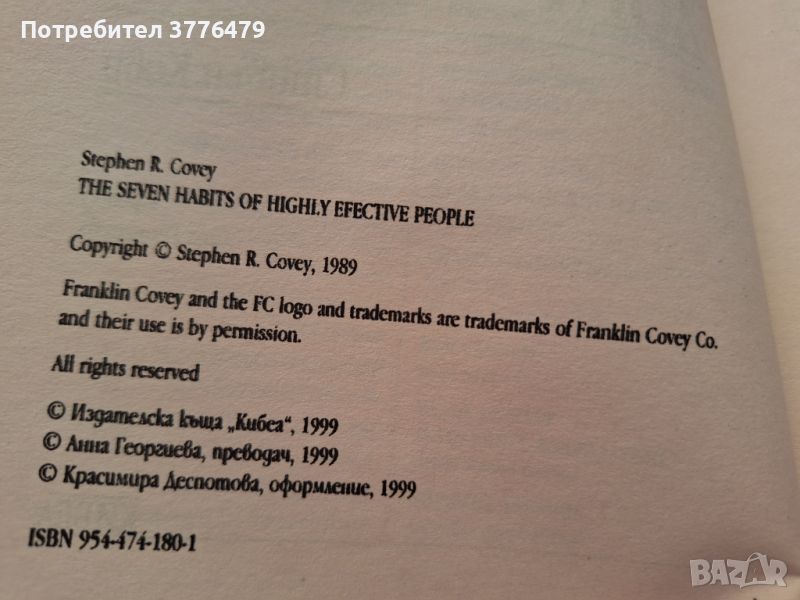 Потребител 3776479
Stephen R. Covey
THE SEVEN HABITS OF HIGHLY EFECTIVE PEOPLE
Copyright © Stephen R. Covey, 1989
Franklin Covey and the FC logo and trademarks are trademarks of Franklin Covey Co.
and their use is by permission.
All rights reserved
© Издателска къща „Кибеа“, 1999
© Анна Георгиева, преводач, 1999
© Красимира Деспотова, оформление, 1999
ISBN 954-474-180-1
BAZAR